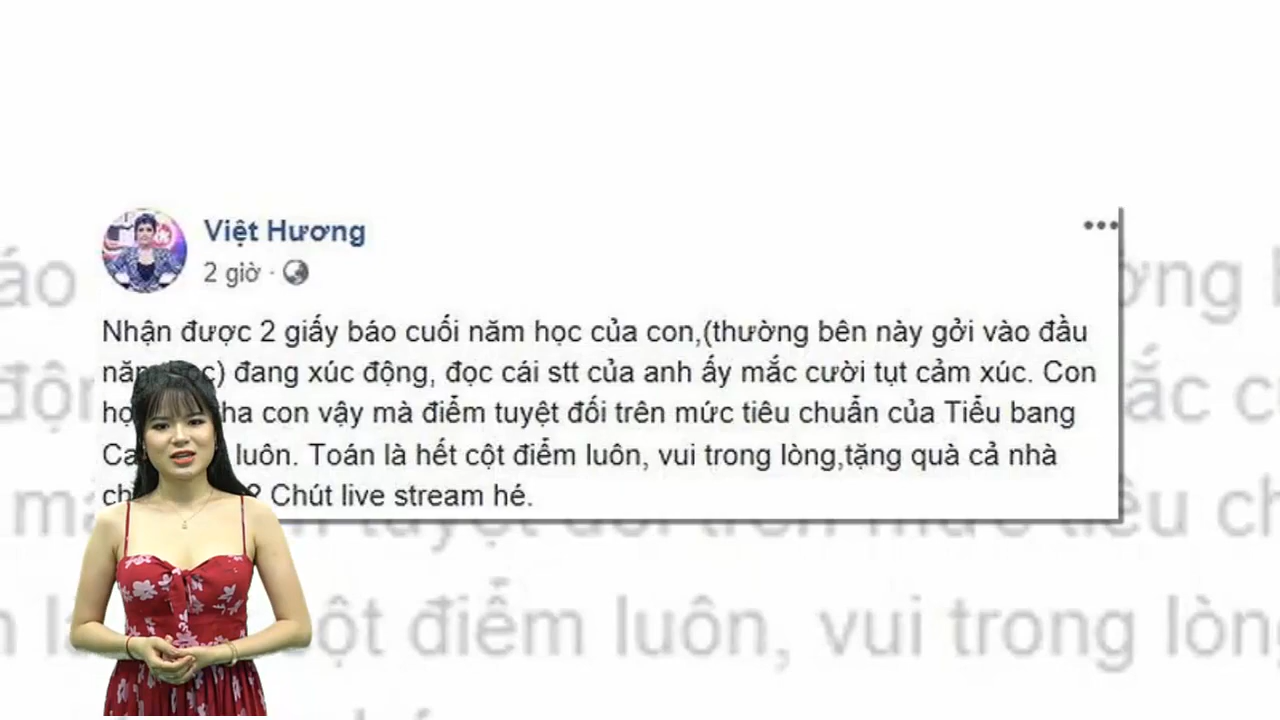 Việt Hương
2 giờ ·
Nhận được 2 giấy báo cuối năm học của con,(thường bên này gởi vào đầu
đang xúc động, đọc cái stt của anh ấy mắc cười tụt cảm xúc. Con
con vậy mà điểm tuyệt đối trên mức tiêu chuẩn của Tiểu bang
luôn. Toán là hết cột điểm luôn, vui trong lòng,tặng quà cả nhà
? Chút live stream hé.